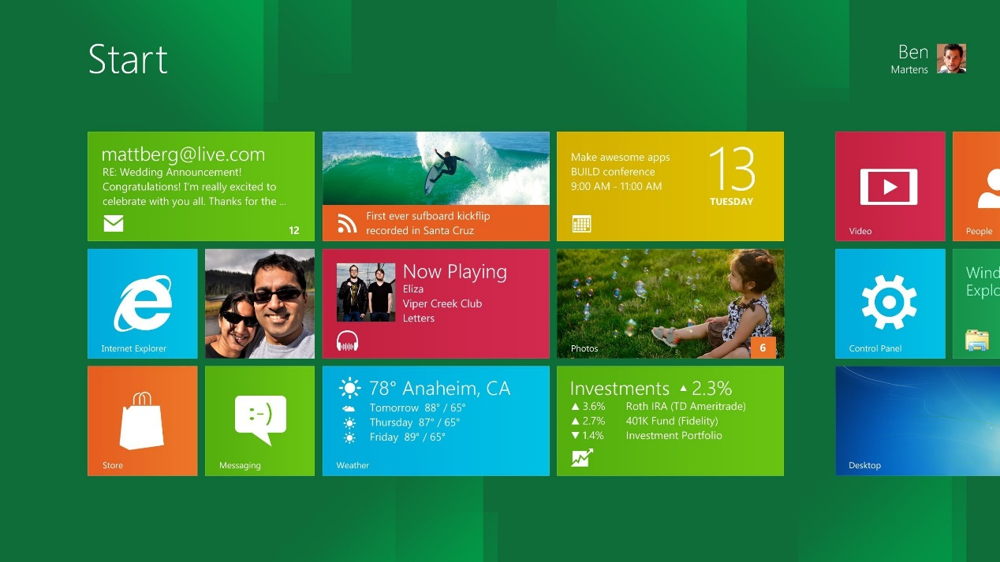 Start
Ben
Martens
mattberg@live.com
RE: Wedding Announcement!
Congratulations! I'm really excited to
celebrate with you all. Thanks for the ...
12
First ever sufboard kickflip
recorded in Santa Cruz
Make awesome apps
BUILD conference
9:00 AM - 11:00 AM
13
TUESDAY
Video
People
Internet Explorer
Now Playing
Eliza
Viper Creek Club
Letters
Photos
6
Control Panel
Wind
Explo
Store
:-)
Messaging
78° Anaheim, CA
Tomorrow 88° / 65°
Thursday 87° / 65°
Friday 89° / 65°
Weather
Investments ▲ 2.3%
▲ 3.6% Roth IRA (TD Ameritrade)
▲ 2.7% 401K Fund (Fidelity)
▼ 1.4% Investment Portfolio
Desktop